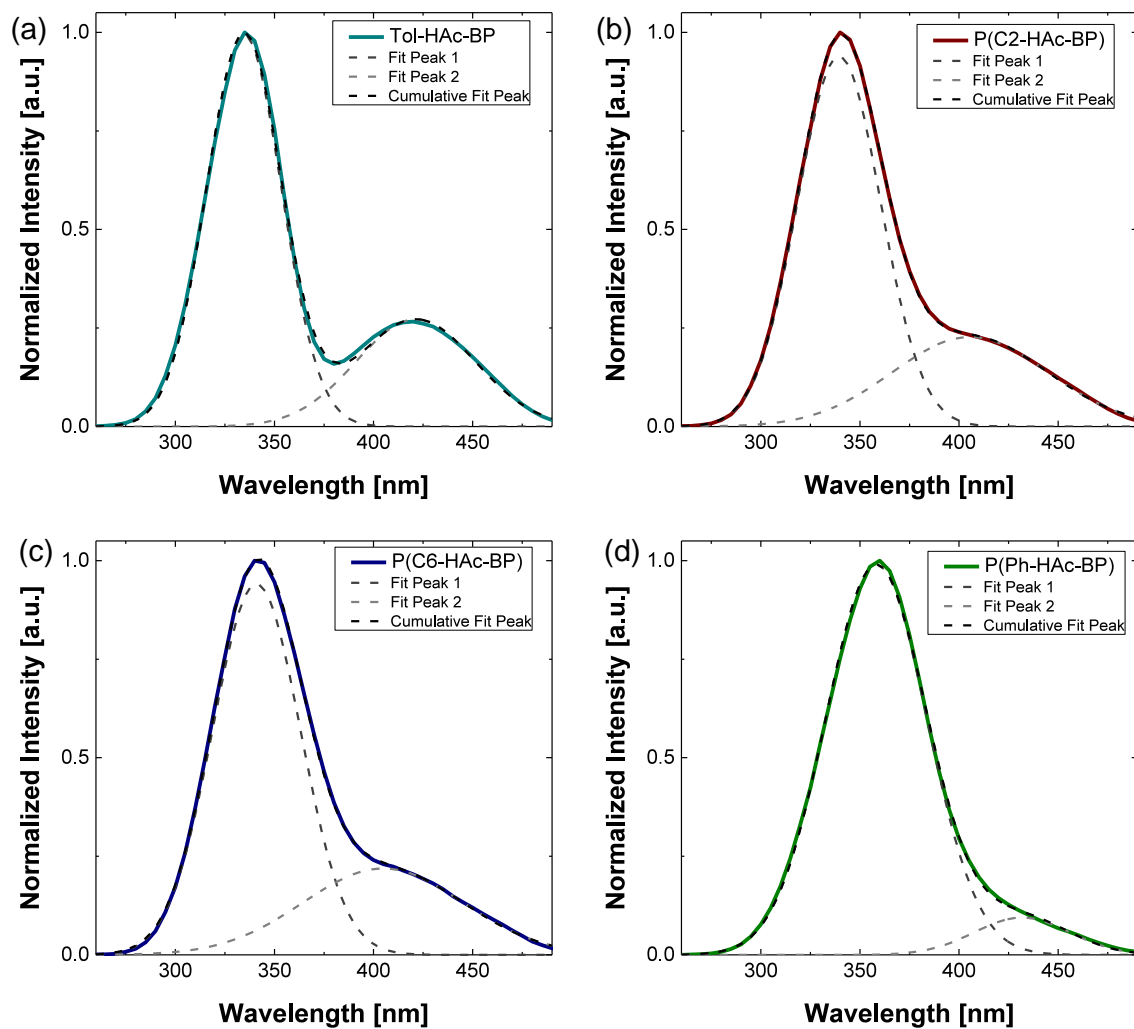 (a)
Tol-HAc-BP
Fit Peak 1
Fit Peak 2
Cumulative Fit Peak
Normalized Intensity [a.u.]
1.0
0.5
0.0
300 350 400 450
Wavelength [nm]
(b)
P(C2-HAc-BP)
Fit Peak 1
Fit Peak 2
Cumulative Fit Peak
Normalized Intensity [a.u.]
1.0
0.5
0.0
300 350 400 450
Wavelength [nm]
(c)
P(C6-HAc-BP)
Fit Peak 1
Fit Peak 2
Cumulative Fit Peak
Normalized Intensity [a.u.]
1.0
0.5
0.0
300 350 400 450
Wavelength [nm]
(d)
P(Ph-HAc-BP)
Fit Peak 1
Fit Peak 2
Cumulative Fit Peak
Normalized Intensity [a.u.]
1.0
0.5
0.0
300 350 400 450
Wavelength [nm]